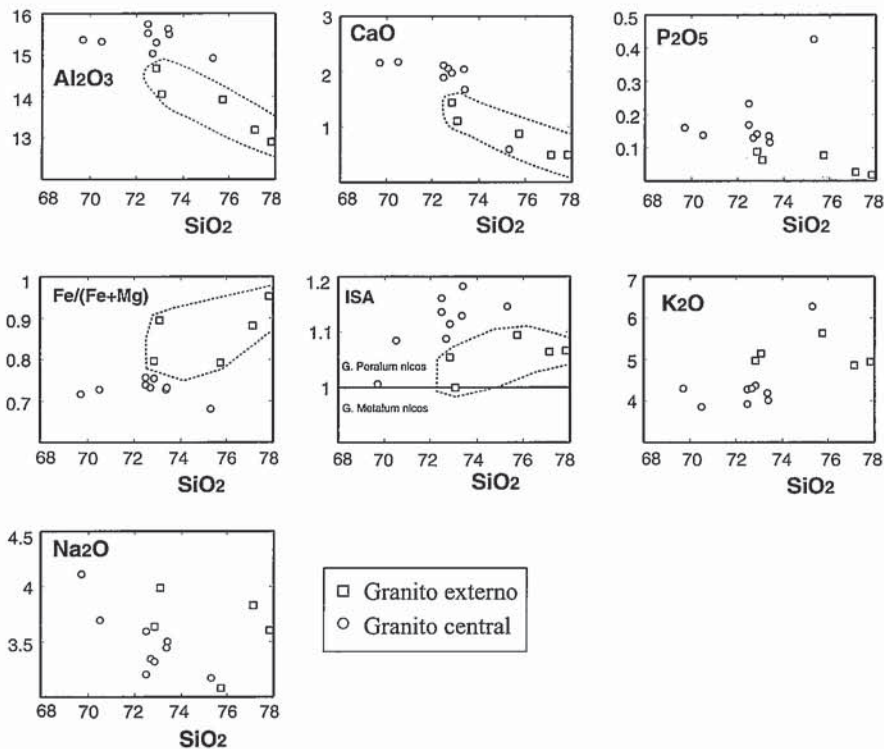 16
15
14
13
Al2O3
68 70 72 74 76 78
SiO2
4
3
2
1
CaO
68 70 72 74 76 78
SiO2
0.5
0.4
0.3
0.2
0.1
P2O5
68 70 72 74 76 78
SiO2
1
0.9
0.8
0.7
Fe/(Fe+Mg)
68 70 72 74 76 78
SiO2
1.2
1.1
1
ISA
G. Poralum nicos
G. Metafum nicos
68 70 72 74 76 78
SiO2
7
6
5
4
K2O
68 70 72 74 76 78
SiO2
4.5
4
3.5
Na2O
68 70 72 74 76 78
SiO2
Granito externo
Granito central